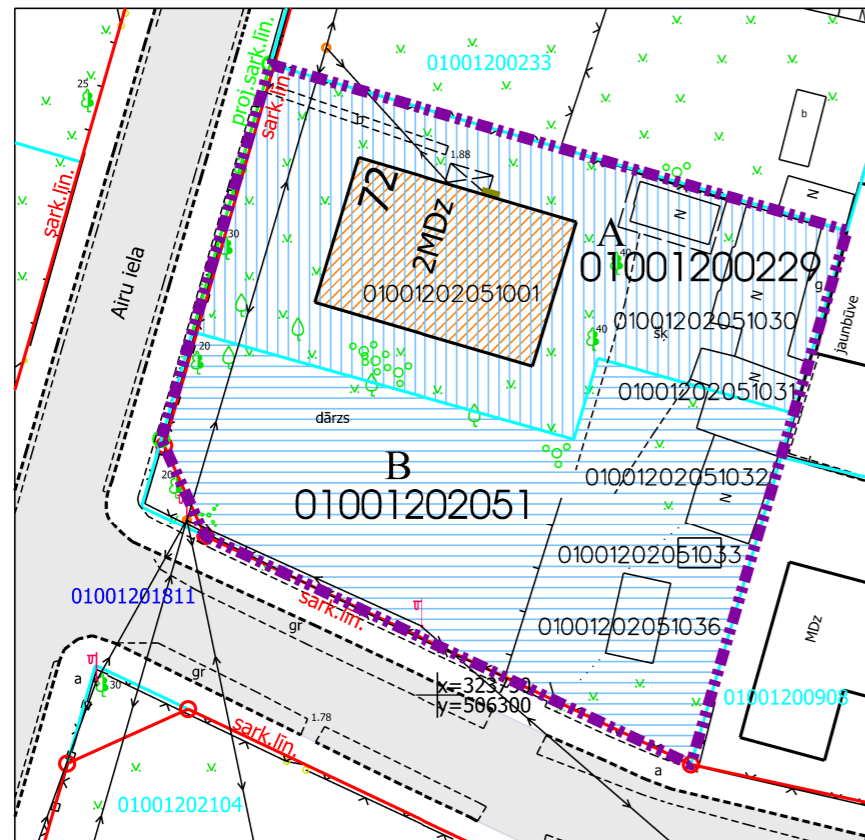 01001200233
proj.sark.lin.
sark.lin.
25
sark.lin.
b
b
1.88
72
2MDz
N
N
A
40
01001200229
30
Airu iela
01001202051001
N
g
Jaunbūve
01001202051030
šķ
40
20
N
01001202051031
dārzs
B
20
01001202051032
N
01001202051
01001202051033
01001201811
sark.lin.
gr
01001202051036
MDz
gr
a
30
y=506300
01001200908
1.78
sark.lin.
a
01001202104